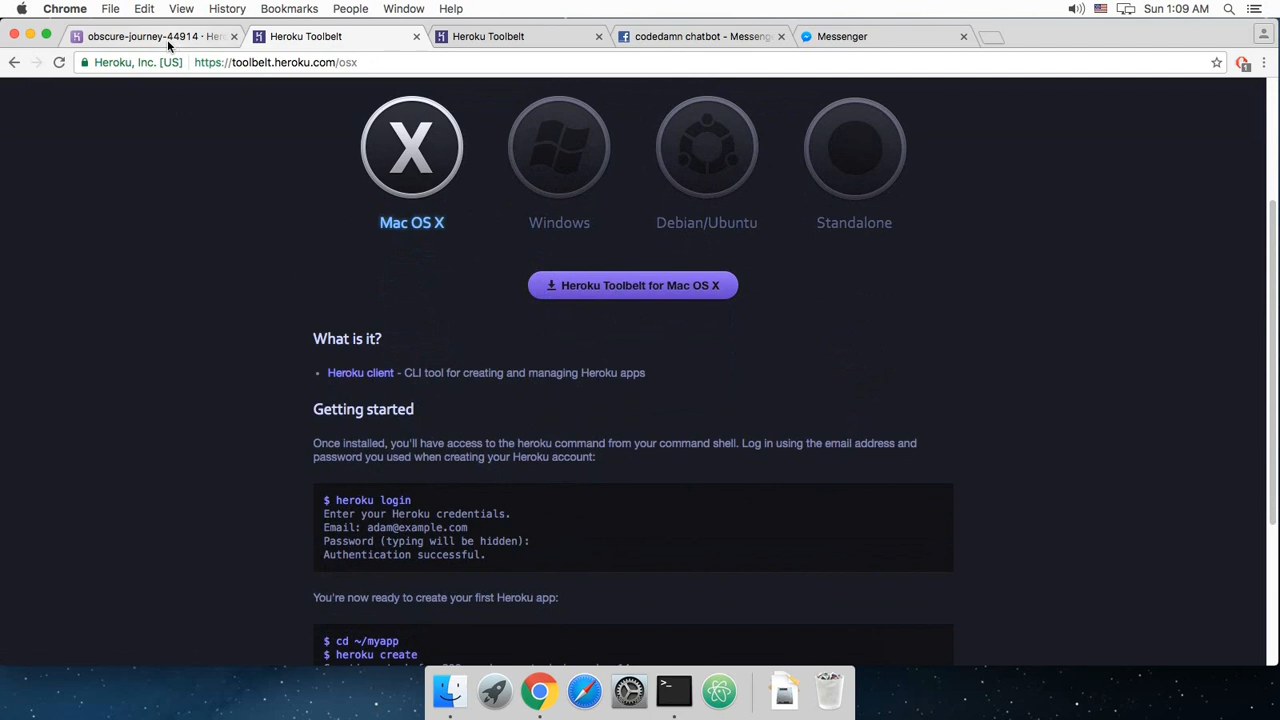 Chrome File Edit View History Bookmarks People Window Help Sun 1:09 AM
obscure-journey-44914 · Her Heroku Toolbelt Heroku Toolbelt codedamn chatbot - Messenge Messenger
Heroku, Inc. [US] https://toolbelt.heroku.com/osx
X
Mac OS X Windows Debian/Ubuntu Standalone
Heroku Toolbelt for Mac OS X
What is it?
• Heroku client - CLI tool for creating and managing Heroku apps
Getting started
Once installed, you'll have access to the heroku command from your command shell. Log in using the email address and
password you used when creating your Heroku account:
$ heroku login
Enter your Heroku credentials.
Email: adam@example.com
Password (typing will be hidden):
Authentication successful.
You're now ready to create your first Heroku app:
$ cd ~/myapp
$ heroku create